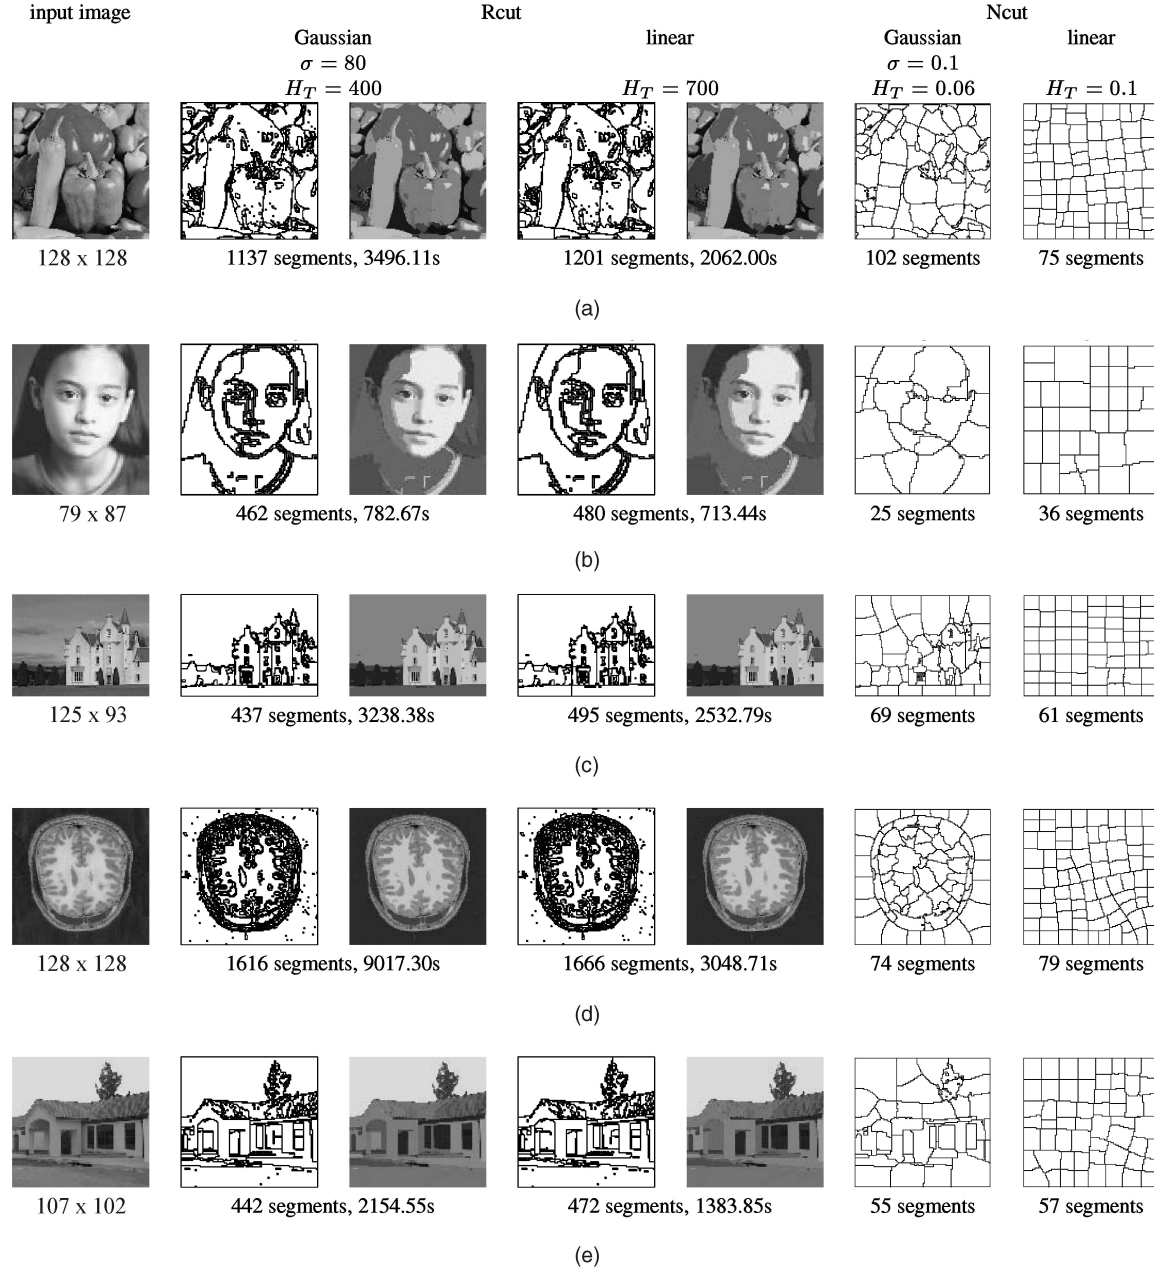 input image Rcut Ncut
Gaussian linear Gaussian linear
σ = 80 σ = 0.1
H_T = 400 H_T = 700 H_T = 0.06 H_T = 0.1
128 x 128 1137 segments, 3496.11s 1201 segments, 2062.00s 102 segments 75 segments
(a)
79 x 87 462 segments, 782.67s 480 segments, 713.44s 25 segments 36 segments
(b)
125 x 93 437 segments, 3238.38s 495 segments, 2532.79s 69 segments 61 segments
(c)
128 x 128 1616 segments, 9017.30s 1666 segments, 3048.71s 74 segments 79 segments
(d)
107 x 102 442 segments, 2154.55s 472 segments, 1383.85s 55 segments 57 segments
(e)